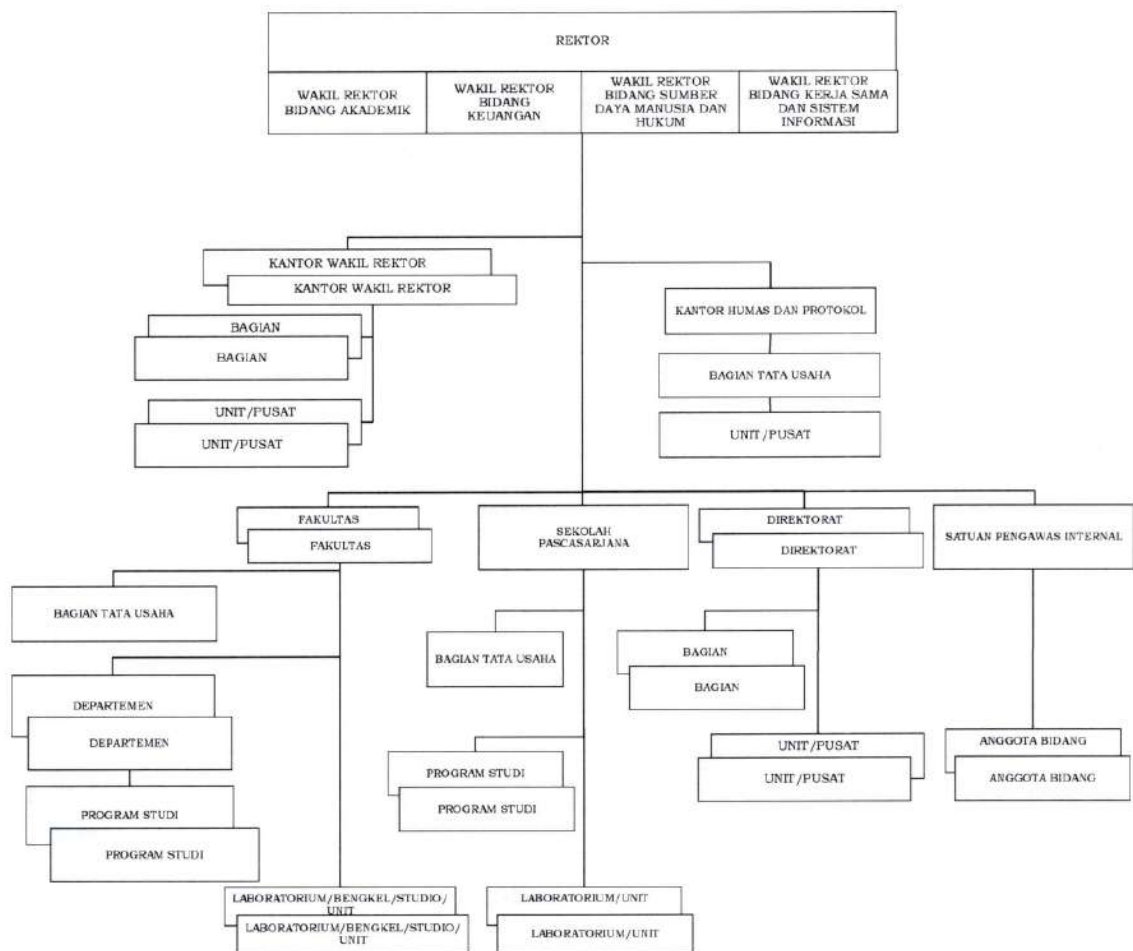 REKTOR
WAKIL REKTOR
BIDANG AKADEMIK
WAKIL REKTOR
BIDANG
KEUANGAN
WAKIL REKTOR
BIDANG SUMBER
DAYA MANUSIA DAN
HUKUM
WAKIL REKTOR
BIDANG KERJA SAMA
DAN SISTEM
INFORMASI
KANTOR WAKIL REKTOR
KANTOR WAKIL REKTOR
BAGIAN
BAGIAN
UNIT/PUSAT
UNIT/PUSAT
KANTOR HUMAS DAN PROTOKOL
BAGIAN TATA USAHA
UNIT/PUSAT
FAKULTAS
FAKULTAS
BAGIAN TATA USAHA
DEPARTEMEN
DEPARTEMEN
PROGRAM STUDI
PROGRAM STUDI
LABORATORIUM/BENGKEL/STUDIO/
UNIT
LABORATORIUM/BENGKEL/STUDIO/
UNIT
SEKOLAH
PASCASARJANA
BAGIAN TATA USAHA
PROGRAM STUDI
PROGRAM STUDI
LABORATORIUM/UNIT
LABORATORIUM/UNIT
DIREKTORAT
DIREKTORAT
BAGIAN
BAGIAN
UNIT/PUSAT
UNIT/PUSAT
SATUAN PENGAWAS INTERNAL
ANGGOTA BIDANG
ANGGOTA BIDANG